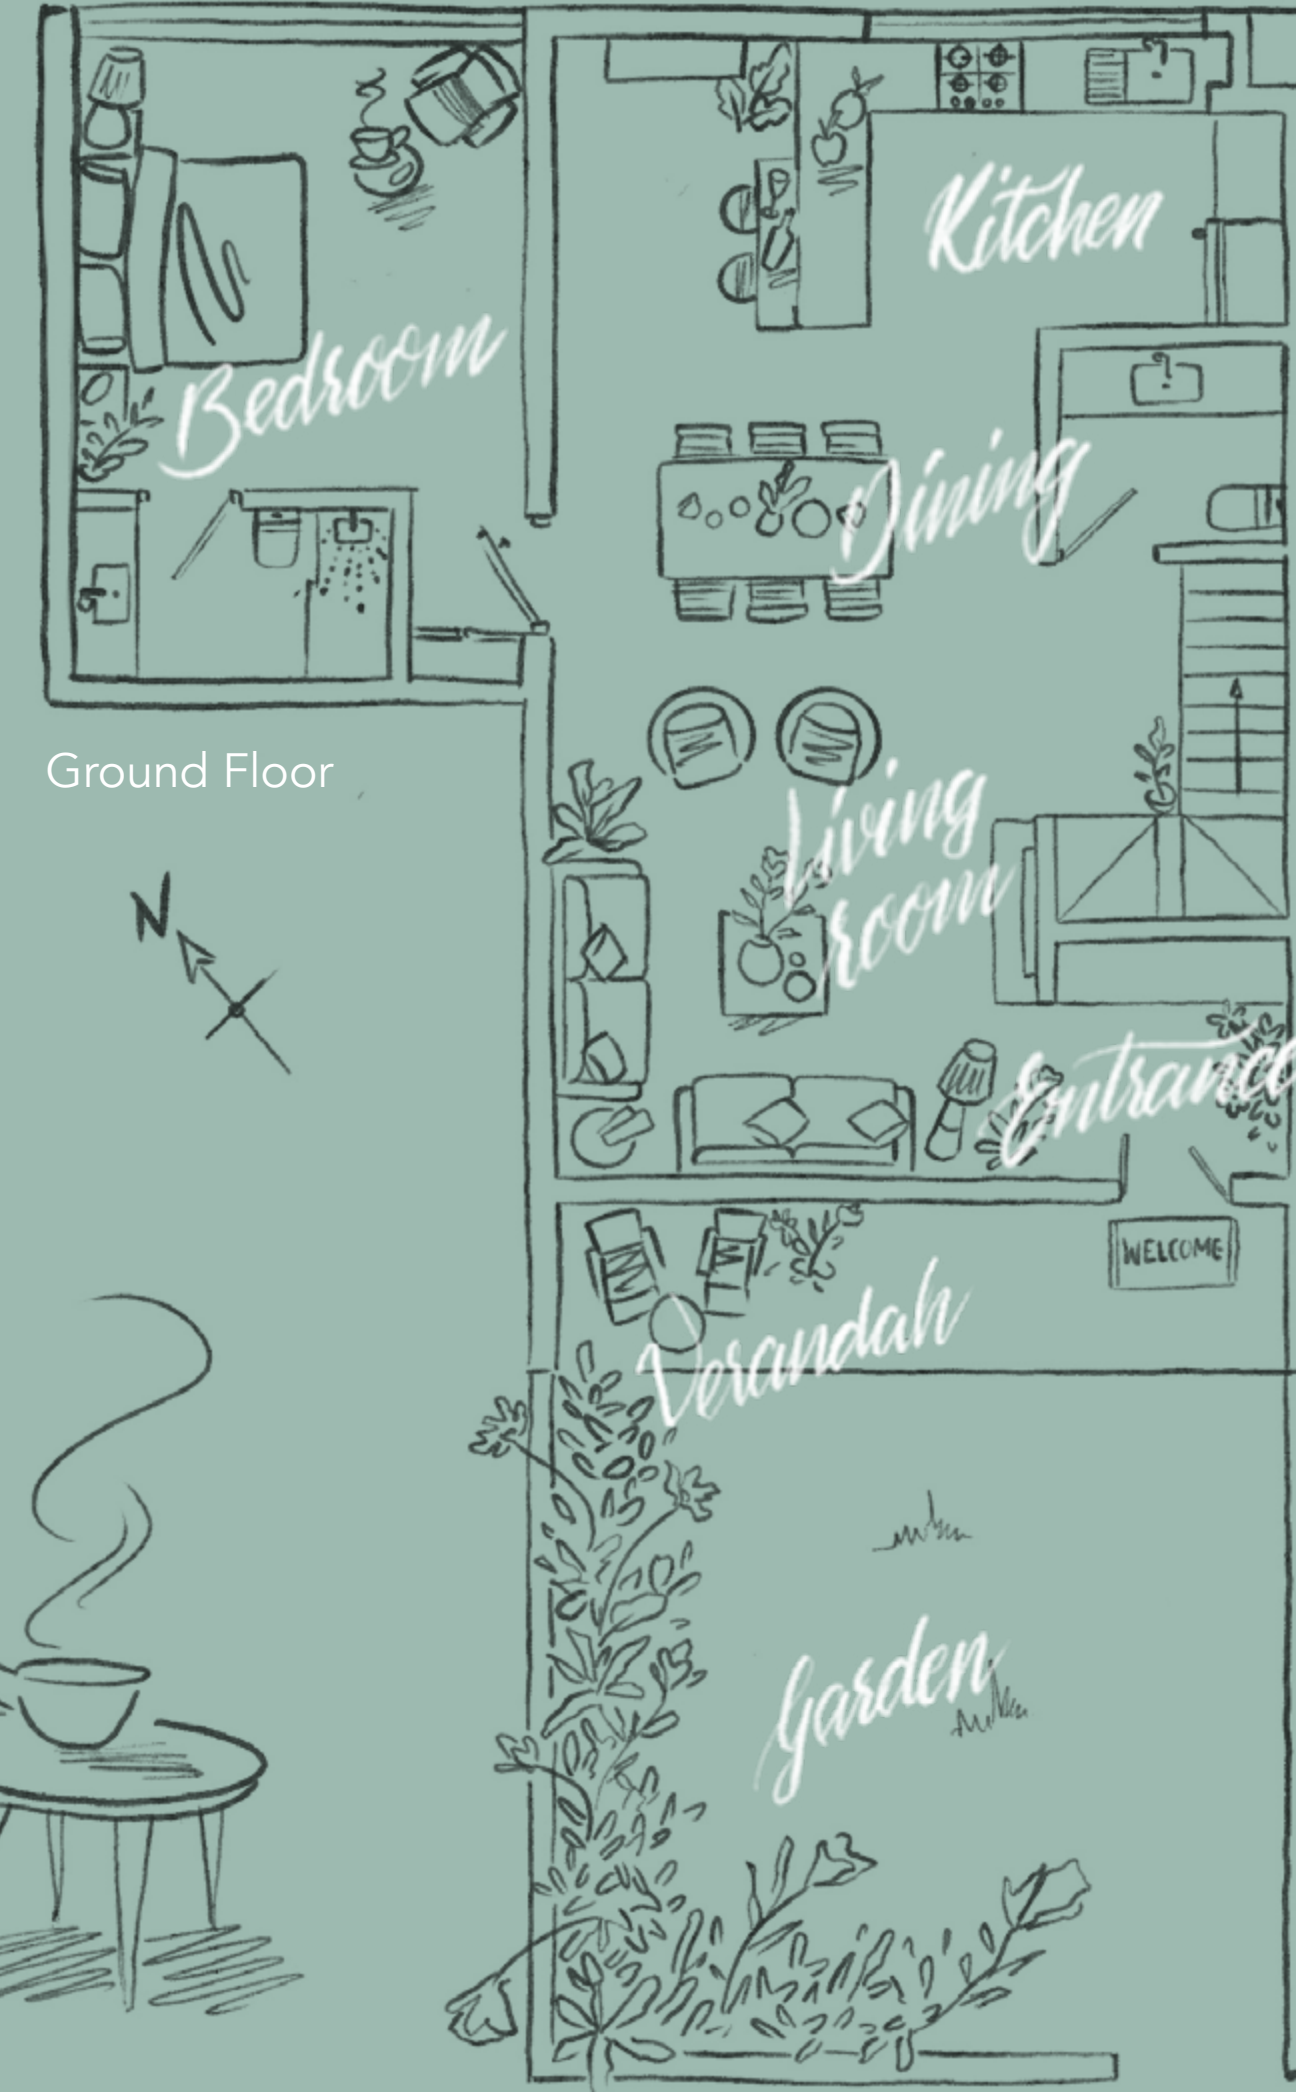 Kitchen
Bedroom
Dining
Ground Floor
Living
room
N
Entrance
WELCOME
Verandah
Garden